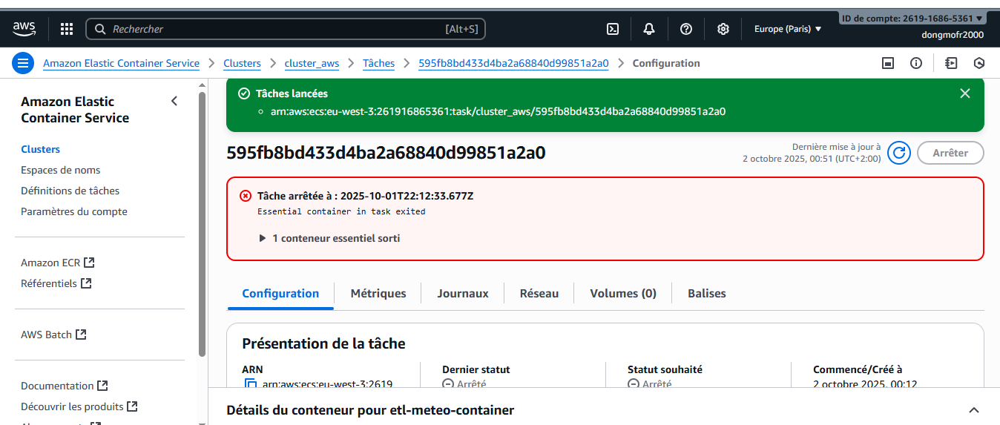 aws
Rechercher
[Alt+S]
Europe (Paris)
ID de compte: 2619-1686-5361
dongmofr2000
Amazon Elastic Container Service
Clusters
cluster_aws
Tâches
595fb8bd433d4ba2a68840d99851a2a0
Configuration
Amazon Elastic
Container Service
Clusters
Espaces de noms
Définitions de tâches
Paramètres du compte
Amazon ECR
Référentiels
AWS Batch
Documentation
Découvrir les produits
Tâches lancées
arn:aws:ecs:eu-west-3:261916865361:task/cluster_aws/595fb8bd433d4ba2a68840d99851a2a0
595fb8bd433d4ba2a68840d99851a2a0
Dernière mise à jour à
2 octobre 2025, 00:51 (UTC+2:00)
Arrêter
Tâche arrêtée à : 2025-10-01T22:12:33.677Z
Essential container in task exited
1 conteneur essentiel sorti
Configuration
Métriques
Journaux
Réseau
Volumes (0)
Balises
Présentation de la tâche
ARN
arn:aws:ecs:eu-west-3:2619
Dernier statut
Arrêté
Statut souhaité
Arrêté
Commencé/Créé à
2 octobre 2025, 00:12
Détails du conteneur pour etl-meteo-container